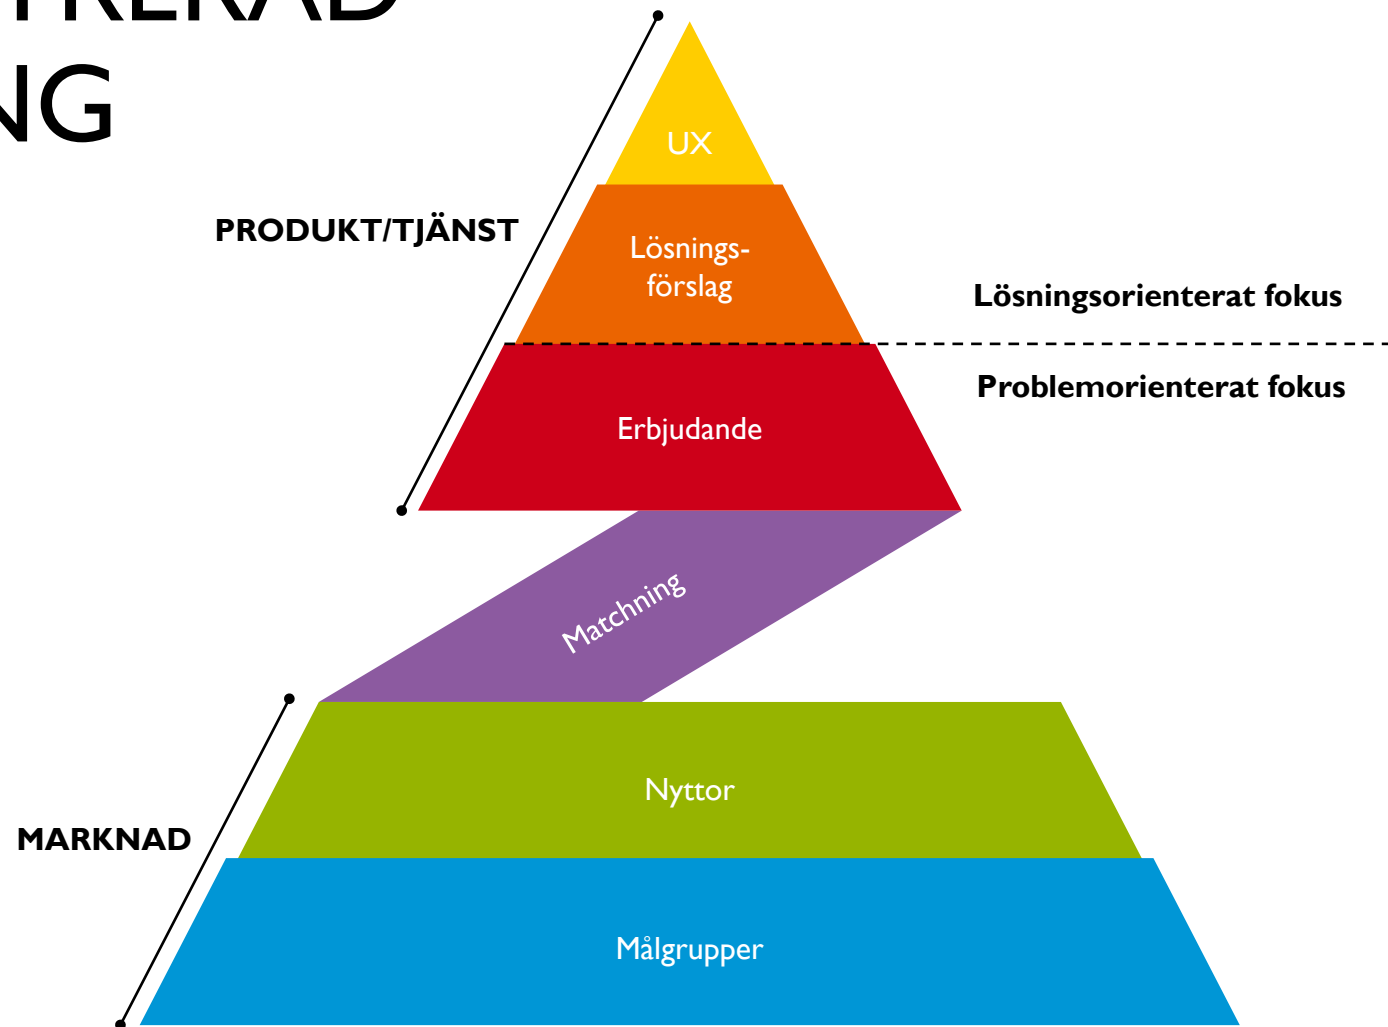 NG
UX
PRODUKT/TJÄNST
Lösnings-
förslag
Lösningsorienterat fokus
Problemorienterat fokus
Erbjudande
Matchning
Nyttor
MARKNAD
Målgrupper